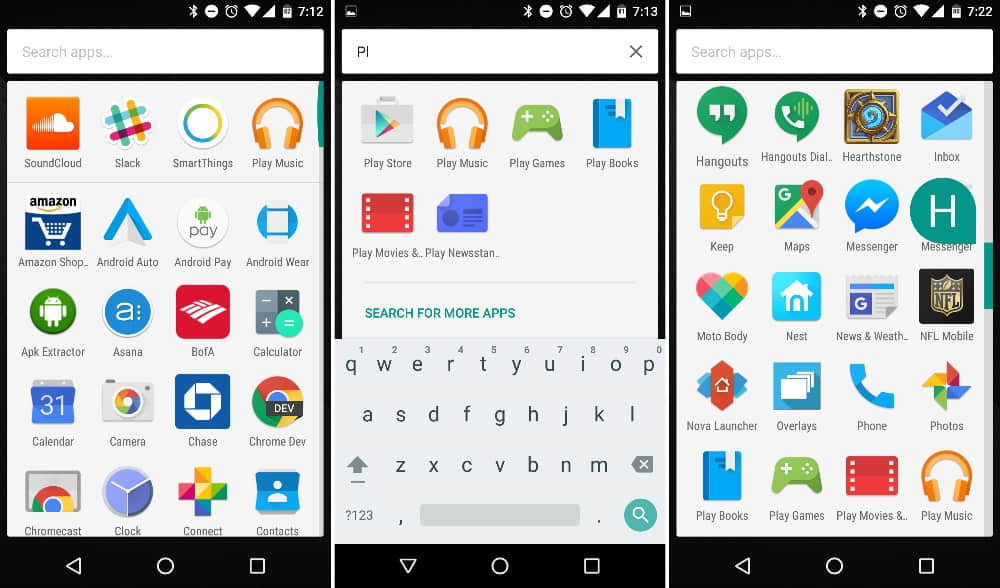 7:12
Search apps...
SoundCloud Slack SmartThings Play Music
amazon
pay
Amazon Shop.. Android Auto Android Pay Android Wear
a:
Apk Extractor Asana BofA Calculator
31
DEV
Calendar Camera Chase Chrome Dev
Chromecast Clock Connect Contacts
7:13
Pl
Play Store Play Music Play Games Play Books
Play Movies &.. Play Newsstan..
SEARCH FOR MORE APPS
1 2 3 4 5 6 7 8 9 0
q w e r t y u i o p
a s d f g h j k l
z x c v b n m
?123 , .
7:22
Search apps...
Hangouts Hangouts Dial.. Hearthstone Inbox
G
H
Keep Maps Messenger Messenger
G
NFL
Moto Body Nest News & Weath.. NFL Mobile
Nova Launcher Overlays Phone Photos
Play Books Play Games Play Movies &.. Play Music